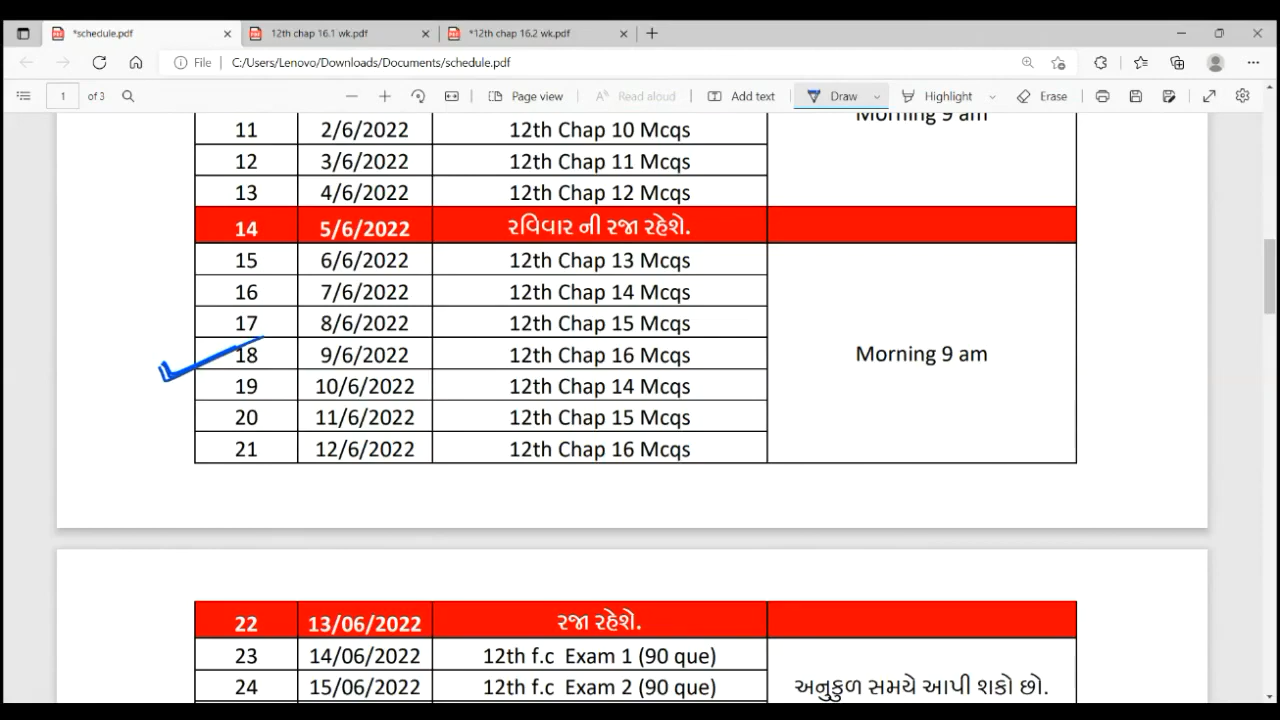 *schedule.pdf 12th chap 16.1 wk.pdf *12th chap 16.2 wk.pdf
File C:/Users/Lenovo/Downloads/Documents/schedule.pdf
1 of 3 Page view Read aloud Add text Draw Highlight Erase
Morning 9 am
11 2/6/2022 12th Chap 10 Mcqs
12 3/6/2022 12th Chap 11 Mcqs
13 4/6/2022 12th Chap 12 Mcqs
14 5/6/2022 રવિવાર ની રજા રહેશે.
15 6/6/2022 12th Chap 13 Mcqs
16 7/6/2022 12th Chap 14 Mcqs
17 8/6/2022 12th Chap 15 Mcqs
18 9/6/2022 12th Chap 16 Mcqs Morning 9 am
19 10/6/2022 12th Chap 14 Mcqs
20 11/6/2022 12th Chap 15 Mcqs
21 12/6/2022 12th Chap 16 Mcqs
22 13/06/2022 રજા રહેશે.
23 14/06/2022 12th f.c Exam 1 (90 que)
24 15/06/2022 12th f.c Exam 2 (90 que) અનુકુળ સમયે આપી શકો છો.